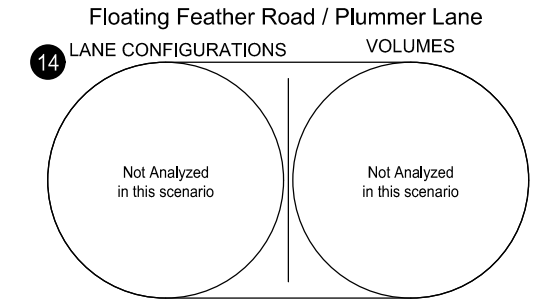 Floating Feather Road / Plummer Lane
14 LANE CONFIGURATIONS VOLUMES
Not Analyzed Not Analyzed
in this scenario in this scenario